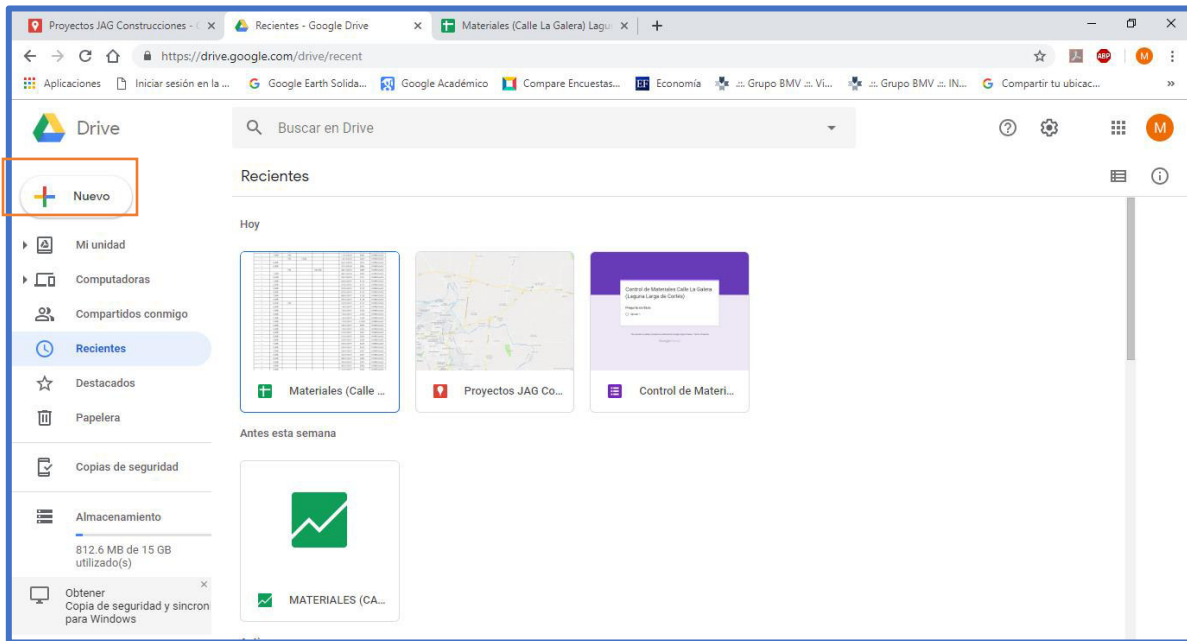 Proyectos JAG Construcciones - G
Recientes - Google Drive
Materiales (Calle La Galera) Lagu
https://drive.google.com/drive/recent
ABP
M
Aplicaciones
Iniciar sesión en la ...
Google Earth Solida...
Google Académico
Compare Encuestas...
EF Economía
.::. Grupo BMV .::. Vi...
.::. Grupo BMV .::. IN...
Compartir tu ubicac...
»
Drive
Buscar en Drive
M
Nuevo
Recientes
Hoy
Mi unidad
Computadoras
Compartidos conmigo
Recientes
Destacados
Papelera
Copias de seguridad
Almacenamiento
812.6 MB de 15 GB
utilizado(s)
Obtener
Copia de seguridad y sincroni
para Windows
Control de Materiales Calle La Galera
(Laguna Larga de Cortés)
Materiales (Calle ...
Proyectos JAG Co...
Control de Materi...
Antes esta semana
MATERIALES (CA...